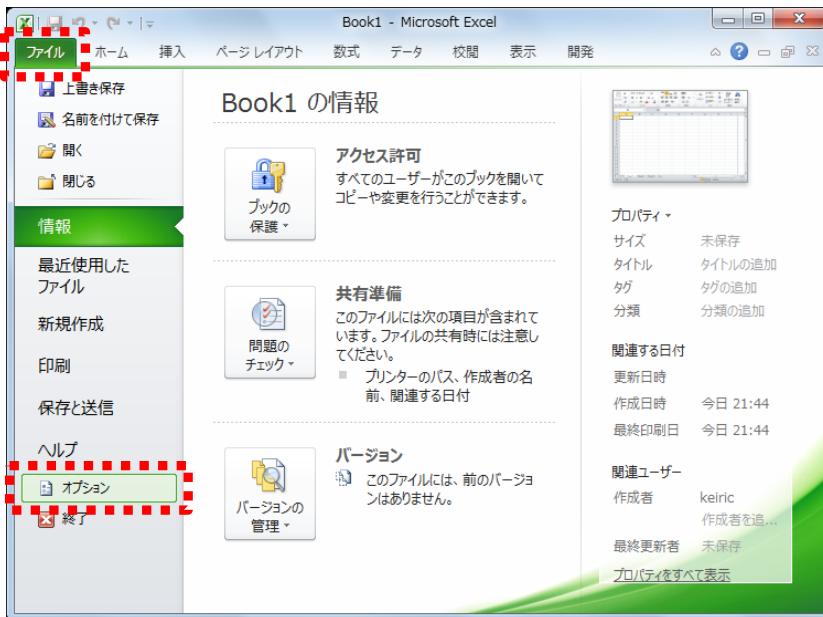 Book1 - Microsoft Excel
ファイル ホーム 挿入 ページ レイアウト 数式 データ 校閲 表示 開発
上書き保存
名前を付けて保存
開く
閉じる
情報
最近使用した
ファイル
新規作成
印刷
保存と送信
ヘルプ
オプション
終了
Book1 の情報
ブックの
保護
アクセス許可
すべてのユーザーがこのブックを開いて
コピーや変更を行うことができます。
問題の
チェック
共有準備
このファイルには次の項目が含まれて
います。ファイルの共有時には注意し
てください。
プリンターのパス、作成者の名
前、関連する日付
バージョンの
管理
バージョン
このファイルには、前のバージョ
ンはありません。
プロパティ
サイズ 未保存
タイトル タイトルの追加
タグ タグの追加
分類 分類の追加
関連する日付
更新日時
作成日時 今日 21:44
最終印刷日 今日 21:44
関連ユーザー
作成者 keiric
作成者を追...
最終更新者 未保存
プロパティをすべて表示